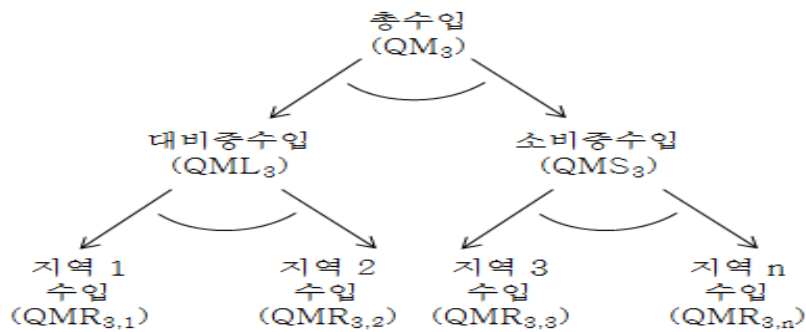 총수입
(QM₃)
대비중수입
(QML₃)
소비중수입
(QMS₃)
지역 1
수입
(QMR₃,₁)
지역 2
수입
(QMR₃,₂)
지역 3
수입
(QMR₃,₃)
지역 n
수입
(QMR₃,ₙ)